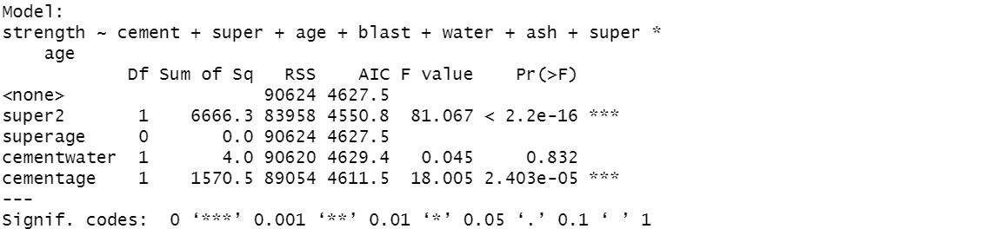 Model:
strength ~ cement + super + age + blast + water + ash + super *
    age
            Df Sum of Sq   RSS    AIC F value    Pr(>F)
<none>                   90624 4627.5
super2       1    6666.3 83958 4550.8  81.067 < 2.2e-16 ***
superage     0       0.0 90624 4627.5
cementwater  1       4.0 90620 4629.4   0.045     0.832
cementage    1    1570.5 89054 4611.5  18.005 2.403e-05 ***
---
Signif. codes:  0 ‘***’ 0.001 ‘**’ 0.01 ‘*’ 0.05 ‘.’ 0.1 ‘ ’ 1